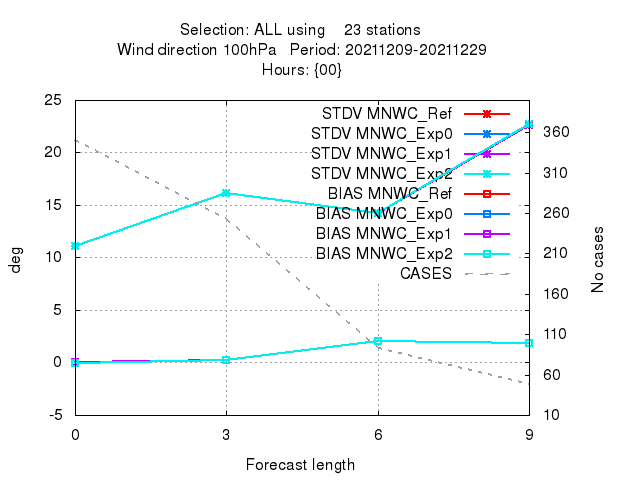 Selection: ALL using    23 stations
Wind direction 100hPa   Period: 20211209-20211229
Hours: {00}
25
20
15
10
5
0
-5
deg
STDV MNWC_Ref
STDV MNWC_Exp0
STDV MNWC_Exp1
STDV MNWC_Exp2
BIAS MNWC_Ref
BIAS MNWC_Exp0
BIAS MNWC_Exp1
BIAS MNWC_Exp2
CASES
360
310
260
210
160
110
60
10
No cases
0 3 6 9
Forecast length